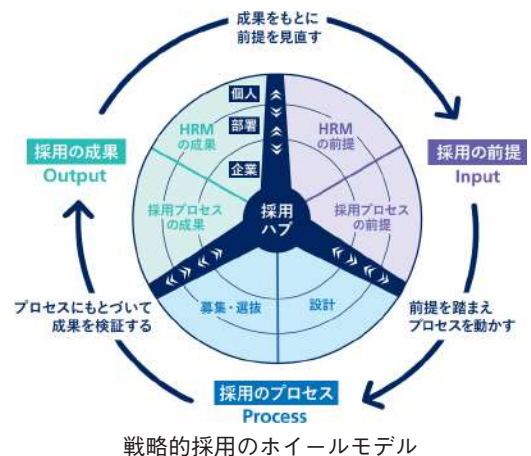 成果をもとに
前提を見直す
個人
部署
企業
HRM
の成果
HRM
の前提
採用の成果
Output
採用の前提
Input
採用プロセス
の成果
採用
ハブ
採用プロセス
の前提
募集・選抜
設計
プロセスにもとづいて
成果を検証する
前提を踏まえ
プロセスを動かす
採用のプロセス
Process
戦略的採用のホイールモデル